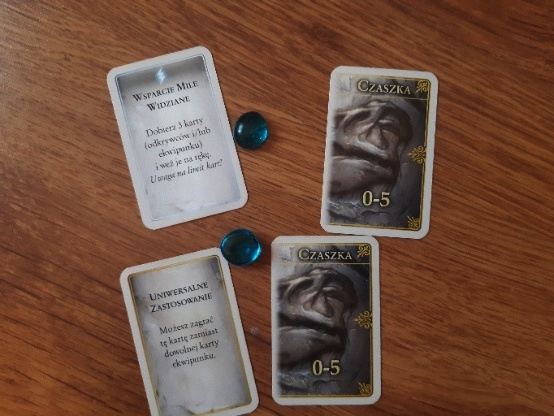 Wsparcie Mile
Widziane
Dobierz 3 karty
(odkrywców i/lub
ekwipunku)
i weź je na rękę.
Uwaga na limit kart!
Czaszka
0-5
Uniwersalne
Zastosowanie
Możesz zagrać
tę kartę zamiast
dowolnej karty
ekwipunku.
Czaszka
0-5